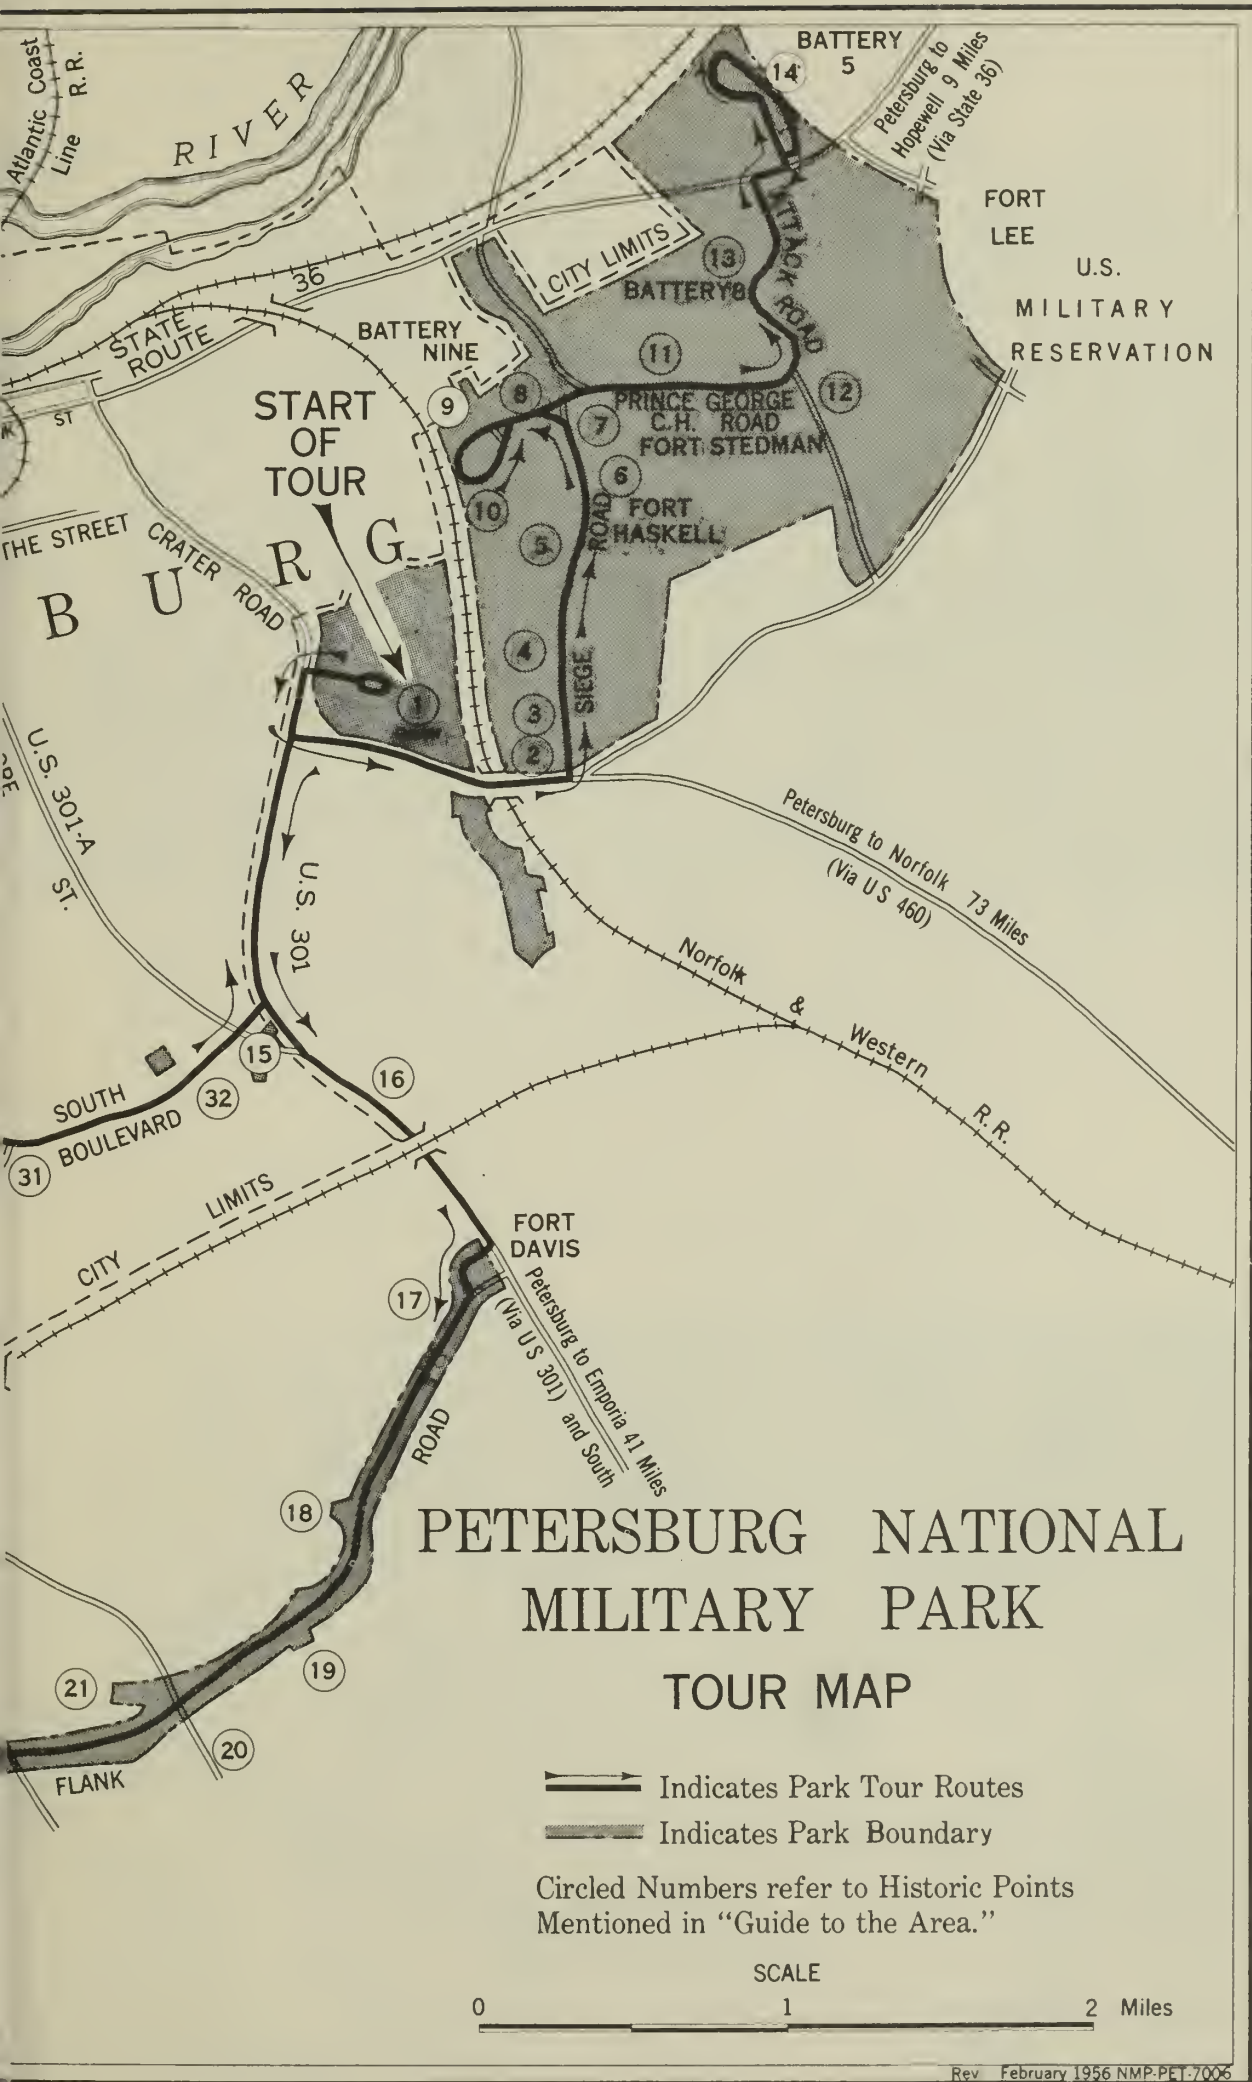 BATTERY
5
14
Petersburg to
Hopewell 9 Miles
(Via State 36)
Atlantic Coast
Line R. R.
RIVER
FORT
LEE
U.S.
MILITARY
RESERVATION
CITY LIMITS
13
BATTERY 8
ATTACK ROAD
36
STATE
ROUTE
BATTERY
NINE
11
12
9
8
PRINCE GEORGE
C.H. ROAD
7
FORT STEDMAN
6
ST
START
OF
TOUR
10
FORT
HASKELL
5
THE STREET
CRATER ROAD
B U R G
4
SIEGE ROAD
3
1
2
U.S. 301-A
ST.
U.S. 301
Petersburg to Norfolk 73 Miles
(Via U S 460)
Norfolk & Western R. R.
15
16
32
SOUTH
BOULEVARD
31
CITY LIMITS
FORT
DAVIS
17
Petersburg to Emporia 41 Miles
(Via U S 301) and South
ROAD
18
PETERSBURG NATIONAL
MILITARY PARK
TOUR MAP
19
21
20
FLANK
Indicates Park Tour Routes
Indicates Park Boundary
Circled Numbers refer to Historic Points
Mentioned in “Guide to the Area.”
SCALE
0 1 2 Miles
Rev February 1956 NMP-PET-7006